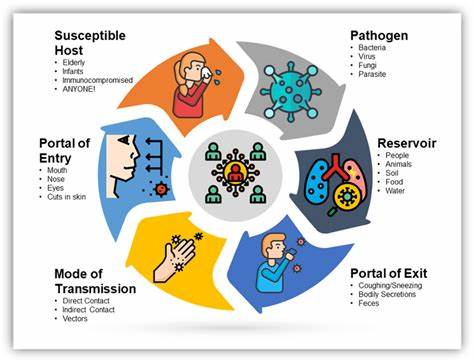 Susceptible
Host
• Elderly
• Infants
• Immunocompromised
• ANYONE!
Pathogen
• Bacteria
• Virus
• Fungi
• Parasite
Portal of
Entry
• Mouth
• Nose
• Eyes
• Cuts in skin
Reservoir
• People
• Animals
• Soil
• Food
• Water
Mode of
Transmission
• Direct Contact
• Indirect Contact
• Vectors
Portal of Exit
• Coughing/Sneezing
• Bodily Secretions
• Feces